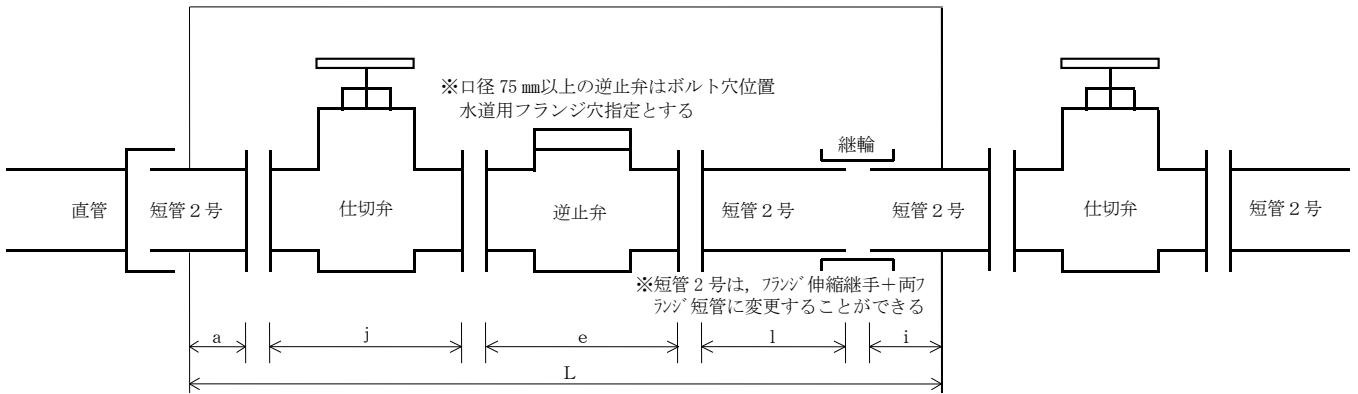 ※口径 75 ㎜以上の逆止弁はボルト穴位置
水道用フランジ穴指定とする
継輪
直管
短管２号
仕切弁
逆止弁
短管２号
短管２号
仕切弁
短管２号
※短管２号は，ﾌﾗﾝｼﾞ伸縮継手＋両ﾌ
ﾗﾝｼﾞ短管に変更することができる
a
j
e
l
i
L